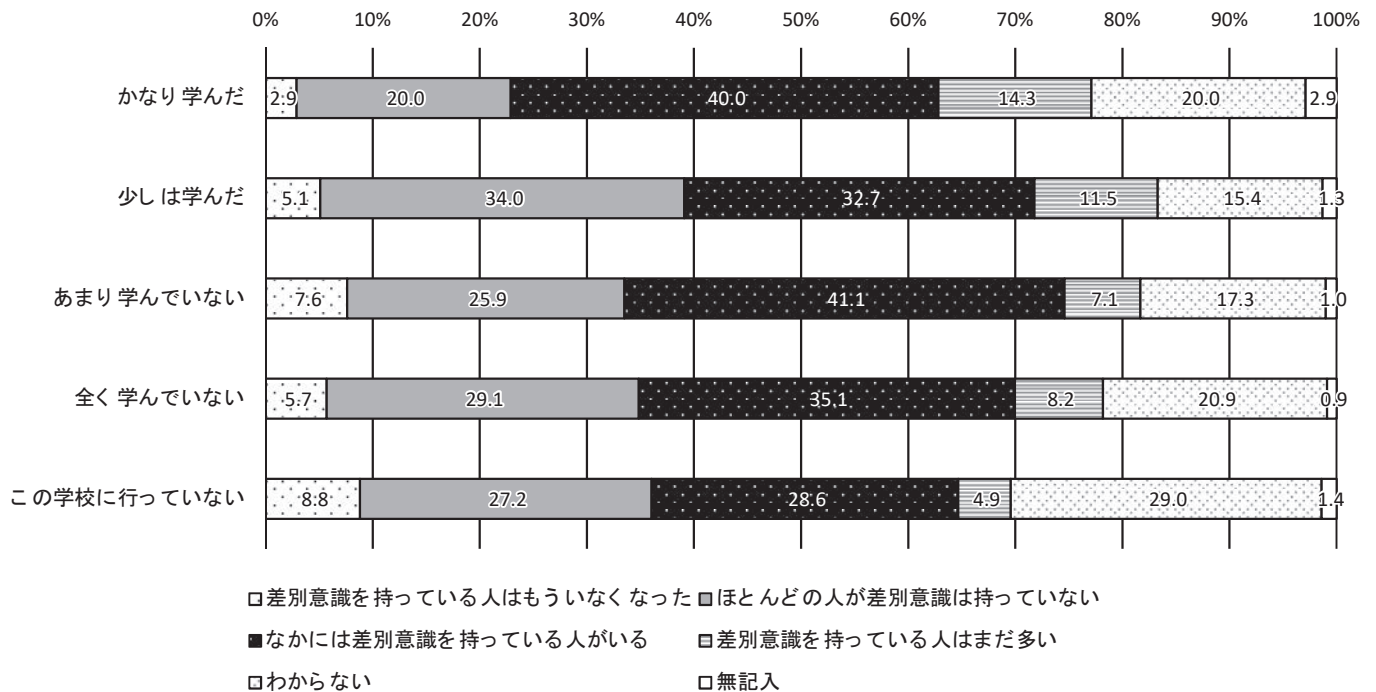 0% 10% 20% 30% 40% 50% 60% 70% 80% 90% 100%
かなり学んだ 2.9 20.0 40.0 14.3 20.0 2.9
少しは学んだ 5.1 34.0 32.7 11.5 15.4 1.3
あまり学んでいない 7.6 25.9 41.1 7.1 17.3 1.0
全く学んでいない 5.7 29.1 35.1 8.2 20.9 0.9
この学校に行っていない 8.8 27.2 28.6 4.9 29.0 1.4
差別意識を持っている人はもういなくなった ほとんどの人が差別意識は持っていない
なかには差別意識を持っている人がいる 差別意識を持っている人はまだ多い
わからない 無記入